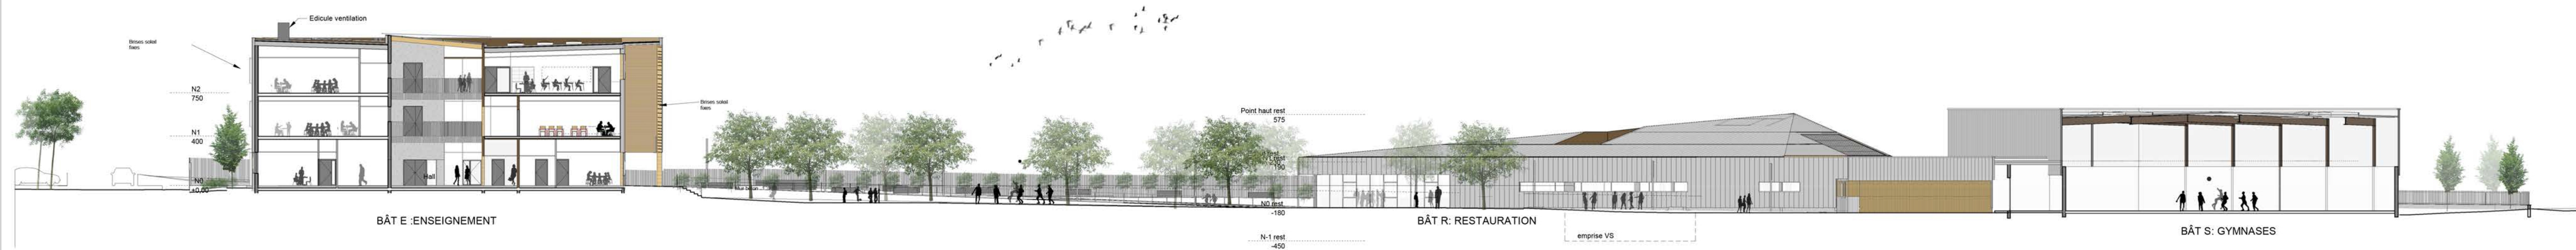 Edicule ventilation
Brises soleil
fixes
N2
750
N1
400
N0
±0,00
Hall
Brises soleil
fixes
BÂT E :ENSEIGNEMENT
Point haut rest
575
190
N0 rest
-180
N-1 rest
-450
BÂT R: RESTAURATION
emprise VS
BÂT S: GYMNASES